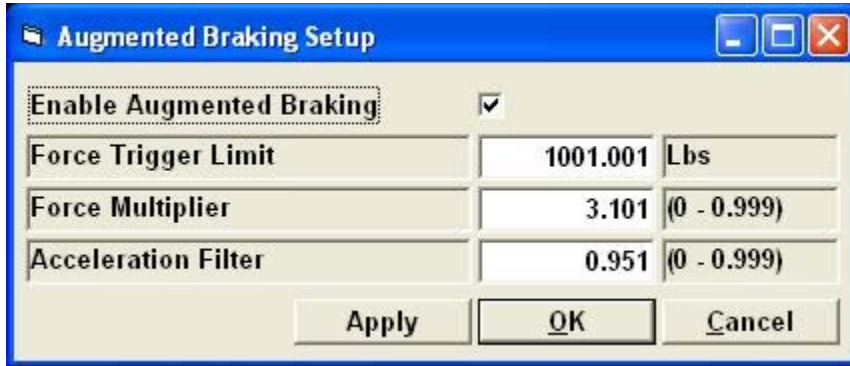 Augmented Braking Setup
Enable Augmented Braking
Force Trigger Limit 1001.001 Lbs
Force Multiplier 3.101 (0 - 0.999)
Acceleration Filter 0.951 (0 - 0.999)
Apply OK Cancel